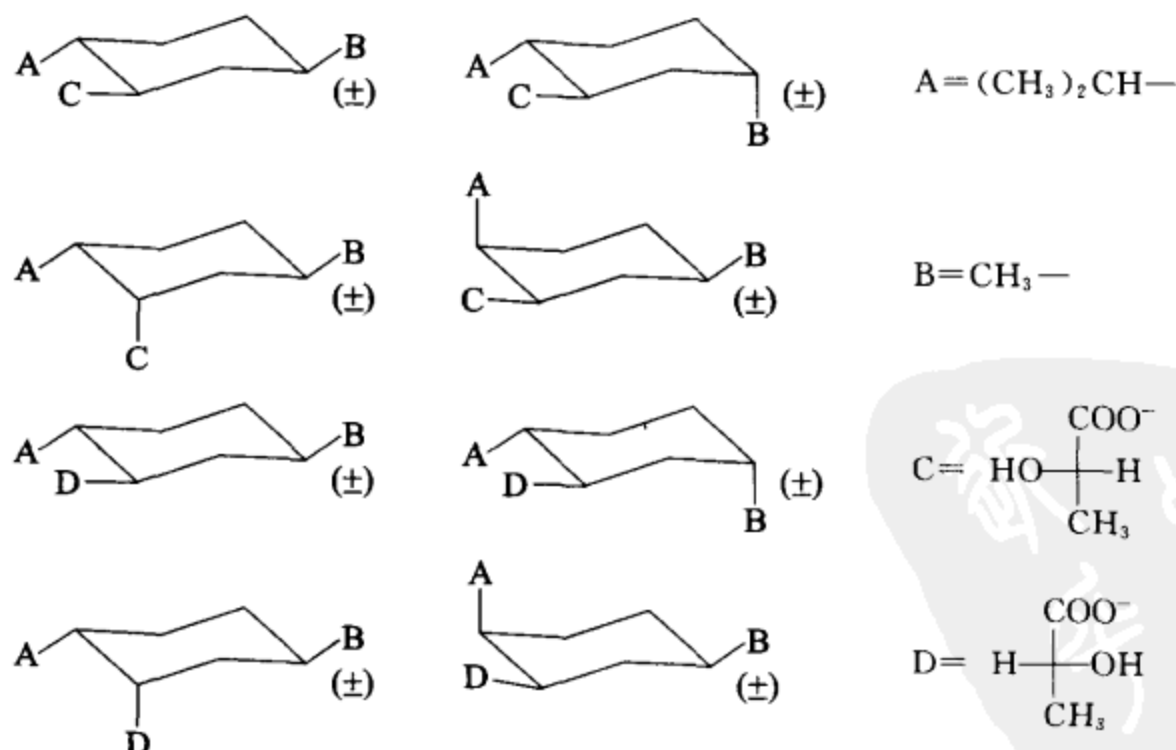 A B (±) C
A B (±) C
A=(CH₃)₂CH—
A B (±) C
A B (±) C
B=CH₃—
A B (±) D
A B (±) D
C= HO COO⁻ H CH₃
A B (±) D
A B (±) D
D= H COO⁻ OH CH₃